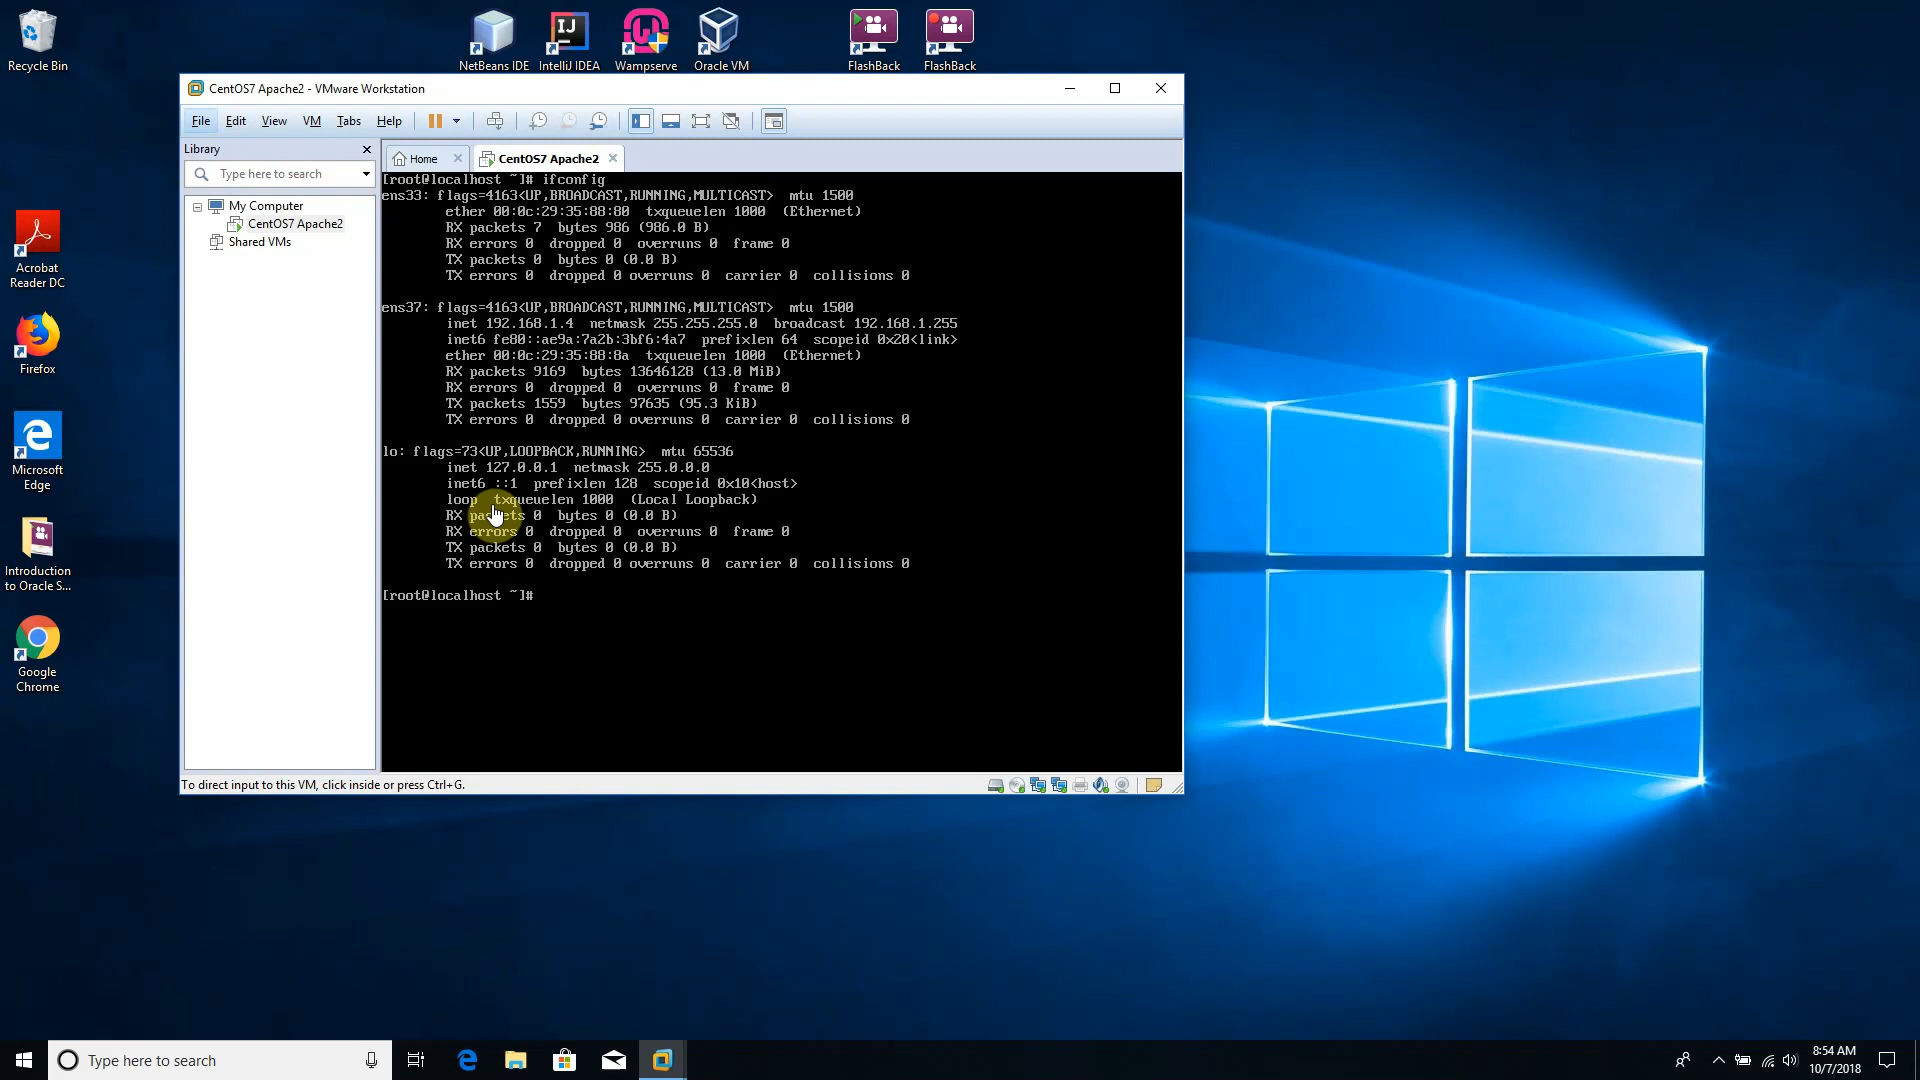 Recycle Bin
NetBeans IDE
IntelliJ IDEA
Wampserve
Oracle VM
FlashBack
FlashBack
CentOS7 Apache2 - VMware Workstation
File Edit View VM Tabs Help
Library
Home
CentOS7 Apache2
Type here to search
My Computer
CentOS7 Apache2
Shared VMs
[root@localhost ~]# ifconfig
ens33: flags=4163<UP,BROADCAST,RUNNING,MULTICAST>  mtu 1500
ether 00:0c:29:35:88:80  txqueuelen 1000  (Ethernet)
RX packets 7  bytes 986 (986.0 B)
RX errors 0  dropped 0  overruns 0  frame 0
TX packets 0  bytes 0 (0.0 B)
TX errors 0  dropped 0 overruns 0  carrier 0  collisions 0
ens37: flags=4163<UP,BROADCAST,RUNNING,MULTICAST>  mtu 1500
inet 192.168.1.4  netmask 255.255.255.0  broadcast 192.168.1.255
inet6 fe80::ae9a:7a2b:3bf6:4a7  prefixlen 64  scopeid 0x20<link>
ether 00:0c:29:35:88:8a  txqueuelen 1000  (Ethernet)
RX packets 9169  bytes 13646128 (13.0 MiB)
RX errors 0  dropped 0  overruns 0  frame 0
TX packets 1559  bytes 97635 (95.3 KiB)
TX errors 0  dropped 0 overruns 0  carrier 0  collisions 0
lo: flags=73<UP,LOOPBACK,RUNNING>  mtu 65536
inet 127.0.0.1  netmask 255.0.0.0
inet6 ::1  prefixlen 128  scopeid 0x10<host>
loop  txqueuelen 1000  (Local Loopback)
RX packets 0  bytes 0 (0.0 B)
RX errors 0  dropped 0  overruns 0  frame 0
TX packets 0  bytes 0 (0.0 B)
TX errors 0  dropped 0 overruns 0  carrier 0  collisions 0
[root@localhost ~]#
To direct input to this VM, click inside or press Ctrl+G.
Acrobat
Reader DC
Firefox
Microsoft
Edge
Introduction
to Oracle S...
Google
Chrome
Type here to search
8:54 AM
10/7/2018